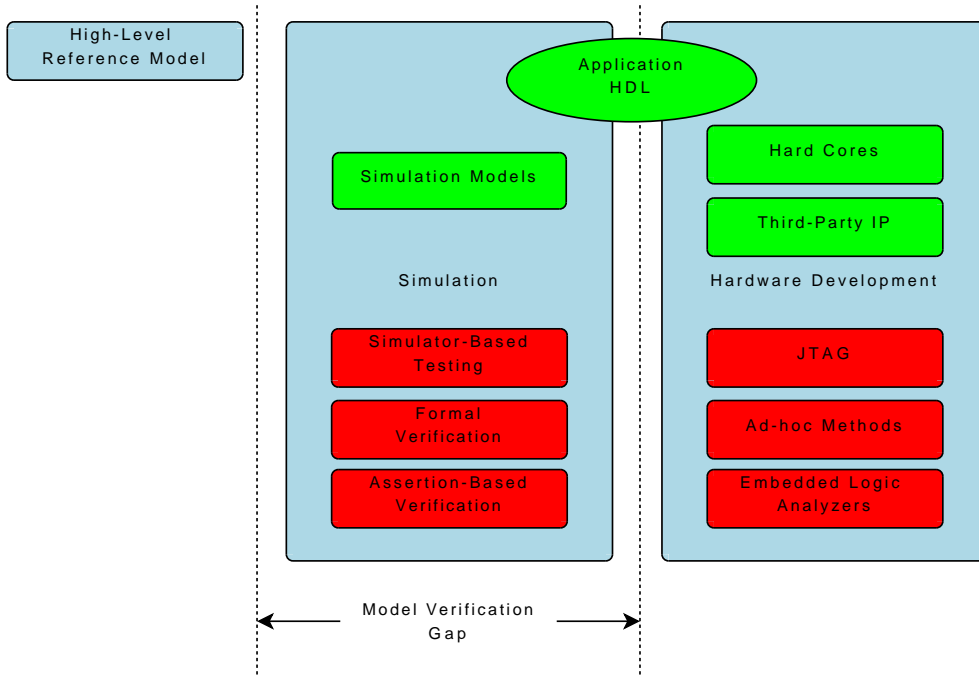 High-Level
Reference Model
Application
HDL
Simulation Models
Simulation
Simulator-Based
Testing
Formal
Verification
Assertion-Based
Verification
Hard Cores
Third-Party IP
Hardware Development
JTAG
Ad-hoc Methods
Embedded Logic
Analyzers
Model Verification
Gap